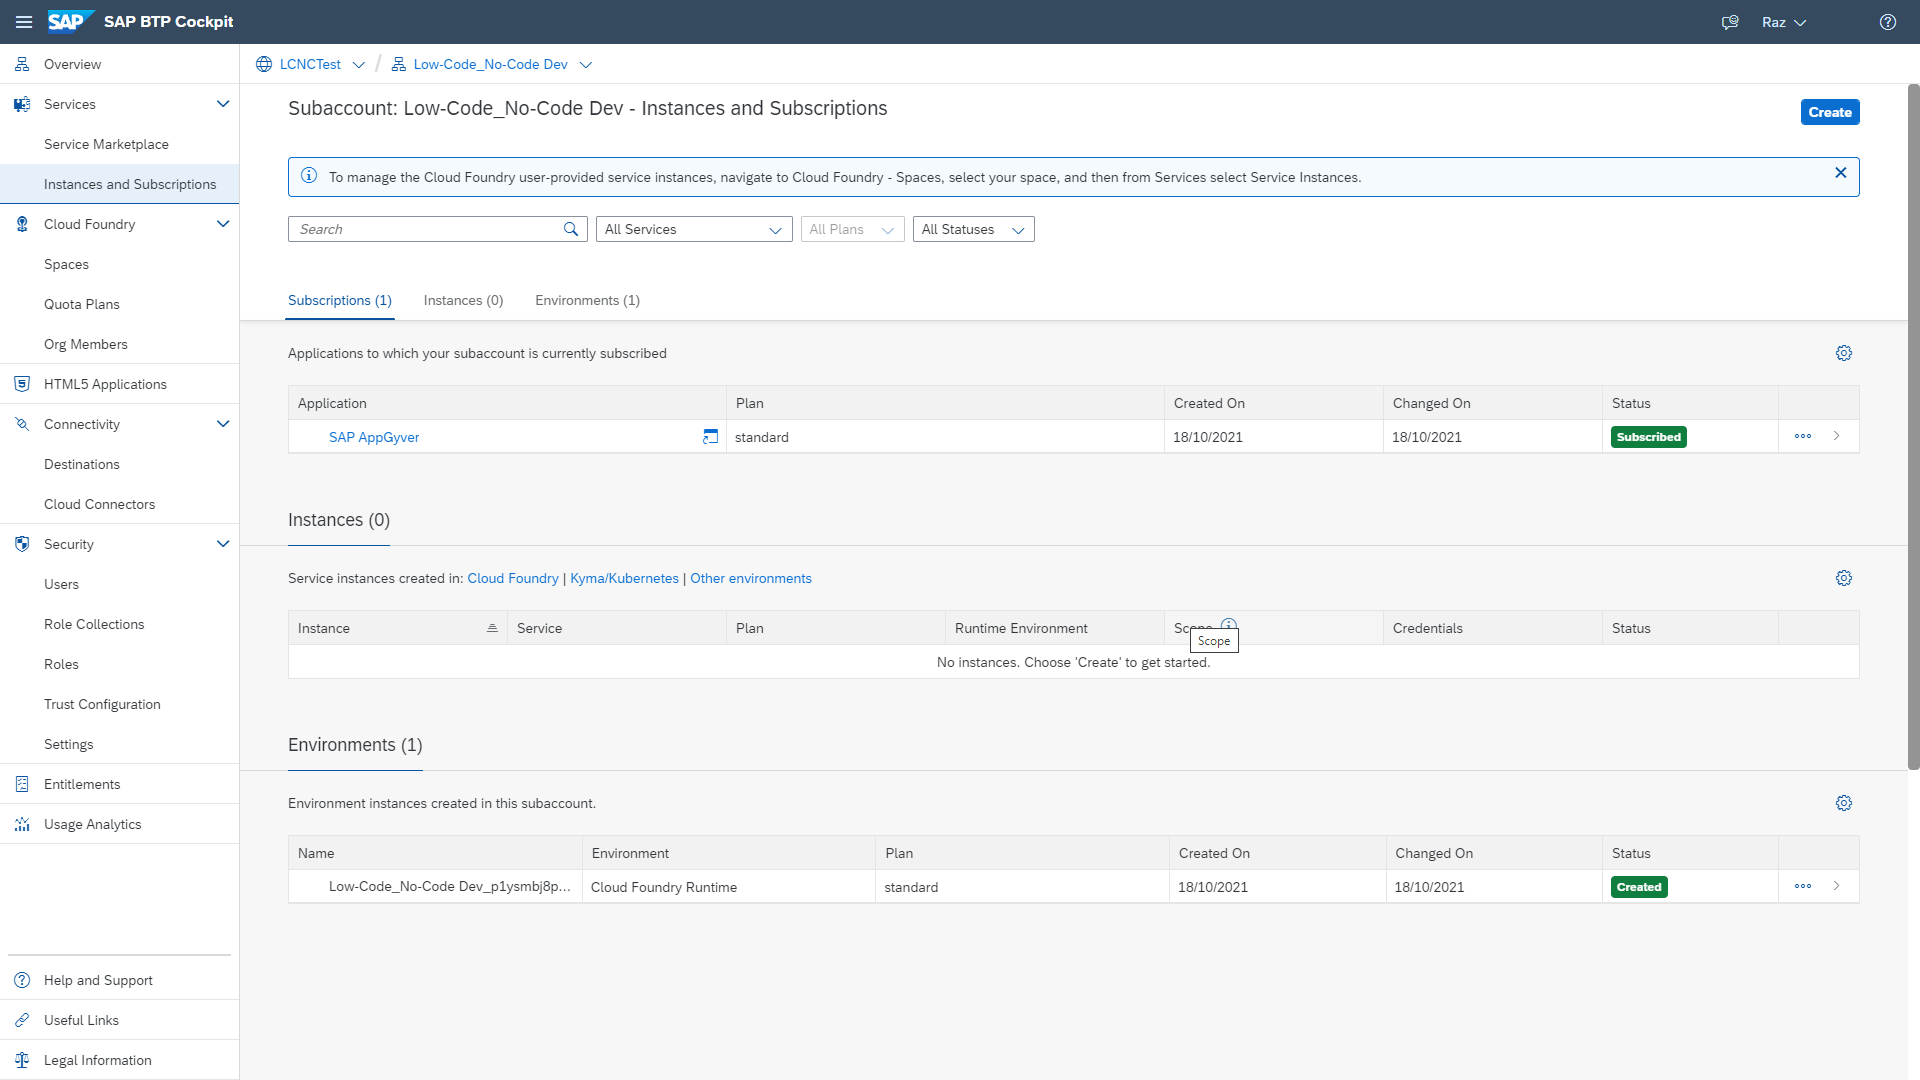 SAP SAP BTP Cockpit
Raz
Overview
Services
Service Marketplace
Instances and Subscriptions
Cloud Foundry
Spaces
Quota Plans
Org Members
HTML5 Applications
Connectivity
Destinations
Cloud Connectors
Security
Users
Role Collections
Roles
Trust Configuration
Settings
Entitlements
Usage Analytics
Help and Support
Useful Links
Legal Information
LCNCTest / Low-Code_No-Code Dev
Subaccount: Low-Code_No-Code Dev - Instances and Subscriptions
Create
To manage the Cloud Foundry user-provided service instances, navigate to Cloud Foundry - Spaces, select your space, and then from Services select Service Instances.
Search All Services All Plans All Statuses
Subscriptions (1) Instances (0) Environments (1)
Applications to which your subaccount is currently subscribed
Application Plan Created On Changed On Status
SAP AppGyver standard 18/10/2021 18/10/2021 Subscribed
Instances (0)
Service instances created in: Cloud Foundry | Kyma/Kubernetes | Other environments
Instance Service Plan Runtime Environment Scope Credentials Status
Scope
No instances. Choose 'Create' to get started.
Environments (1)
Environment instances created in this subaccount.
Name Environment Plan Created On Changed On Status
Low-Code_No-Code Dev_p1ysmbj8p... Cloud Foundry Runtime standard 18/10/2021 18/10/2021 Created